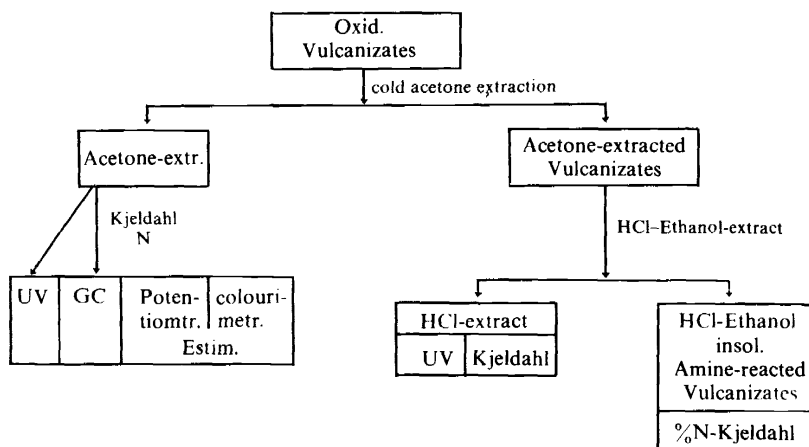 Oxid.
Vulcanizates
cold acetone extraction
Acetone-extr.
Acetone-extracted
Vulcanizates
Kjeldahl
N
HCl-Ethanol-extract
UV
GC
Poten-
tiomtr.
colouri-
metr.
Estim.
HCl-extract
UV
Kjeldahl
HCl-Ethanol
insol.
Amine-reacted
Vulcanizates
%N-Kjeldahl